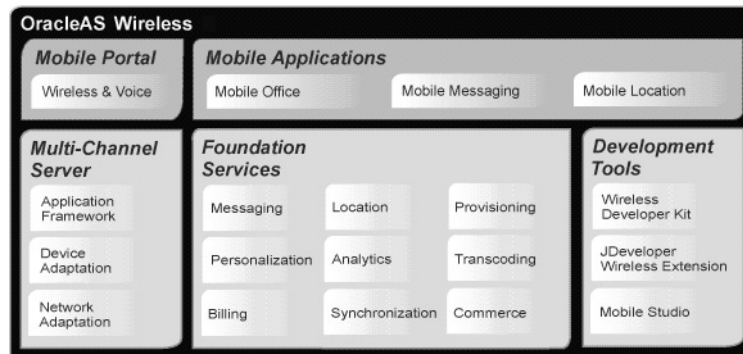 OracleAS Wireless
Mobile Portal
Wireless & Voice
Mobile Applications
Mobile Office
Mobile Messaging
Mobile Location
Multi-Channel
Server
Application
Framework
Device
Adaptation
Network
Adaptation
Foundation
Services
Messaging
Location
Provisioning
Personalization
Analytics
Transcoding
Billing
Synchronization
Commerce
Development
Tools
Wireless
Developer Kit
JDeveloper
Wireless Extension
Mobile Studio